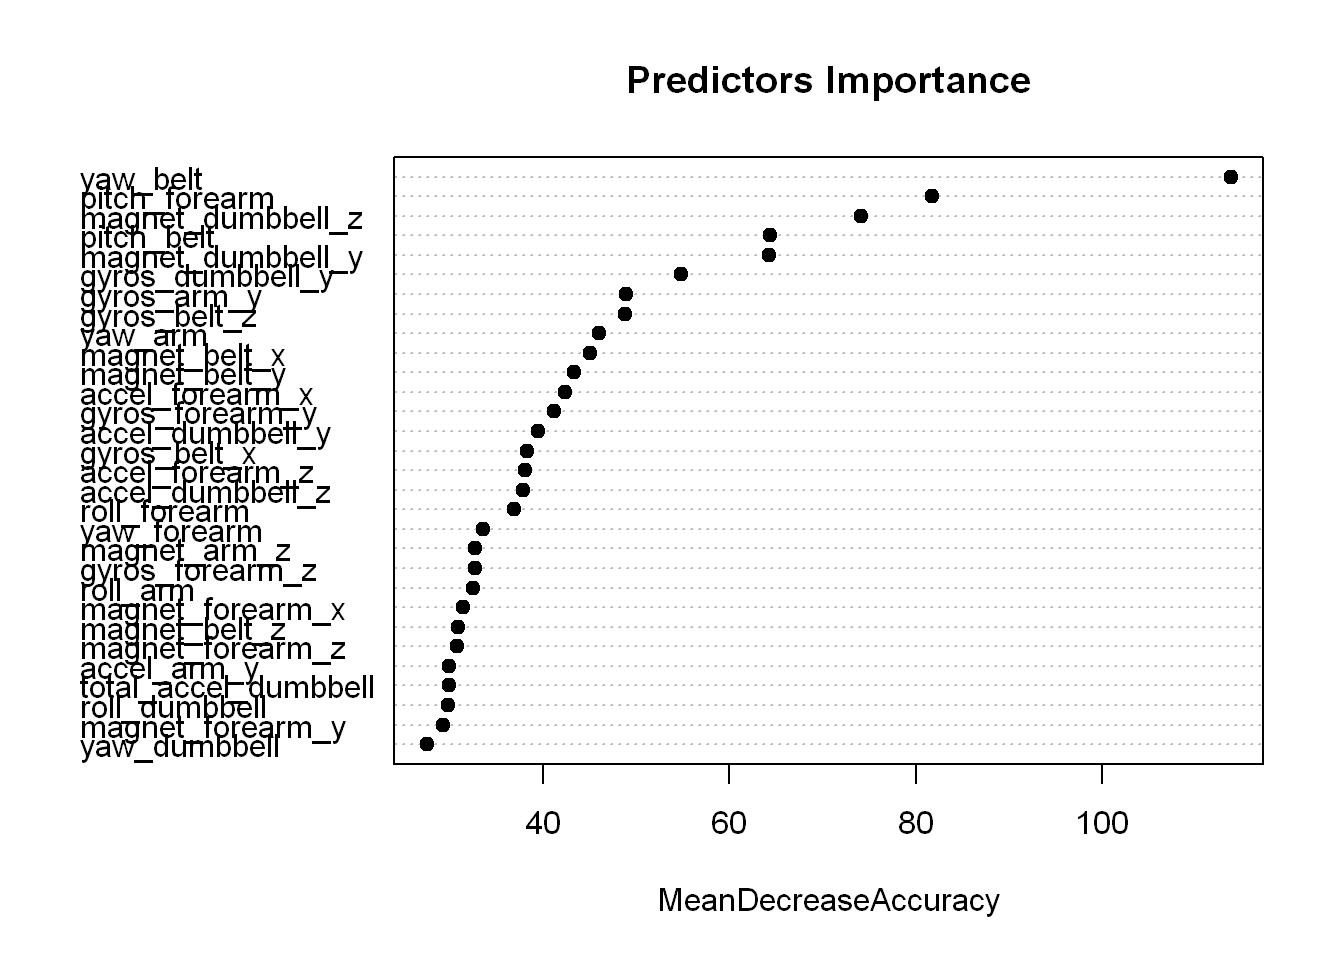 Predictors Importance
yaw_belt
pitch_forearm
magnet_dumbbell_z
pitch_belt
magnet_dumbbell_y
gyros_dumbbell_y
gyros_arm_y
gyros_belt_z
yaw_arm
magnet_belt_x
magnet_belt_y
accel_forearm_x
gyros_forearm_y
accel_dumbbell_y
gyros_belt_x
accel_forearm_z
accel_dumbbell_z
roll_forearm
yaw_forearm
magnet_arm_z
gyros_forearm_z
roll_arm
magnet_forearm_x
magnet_belt_z
magnet_forearm_z
accel_arm_y
total_accel_dumbbell
roll_dumbbell
magnet_forearm_y
yaw_dumbbell
40 60 80 100
MeanDecreaseAccuracy